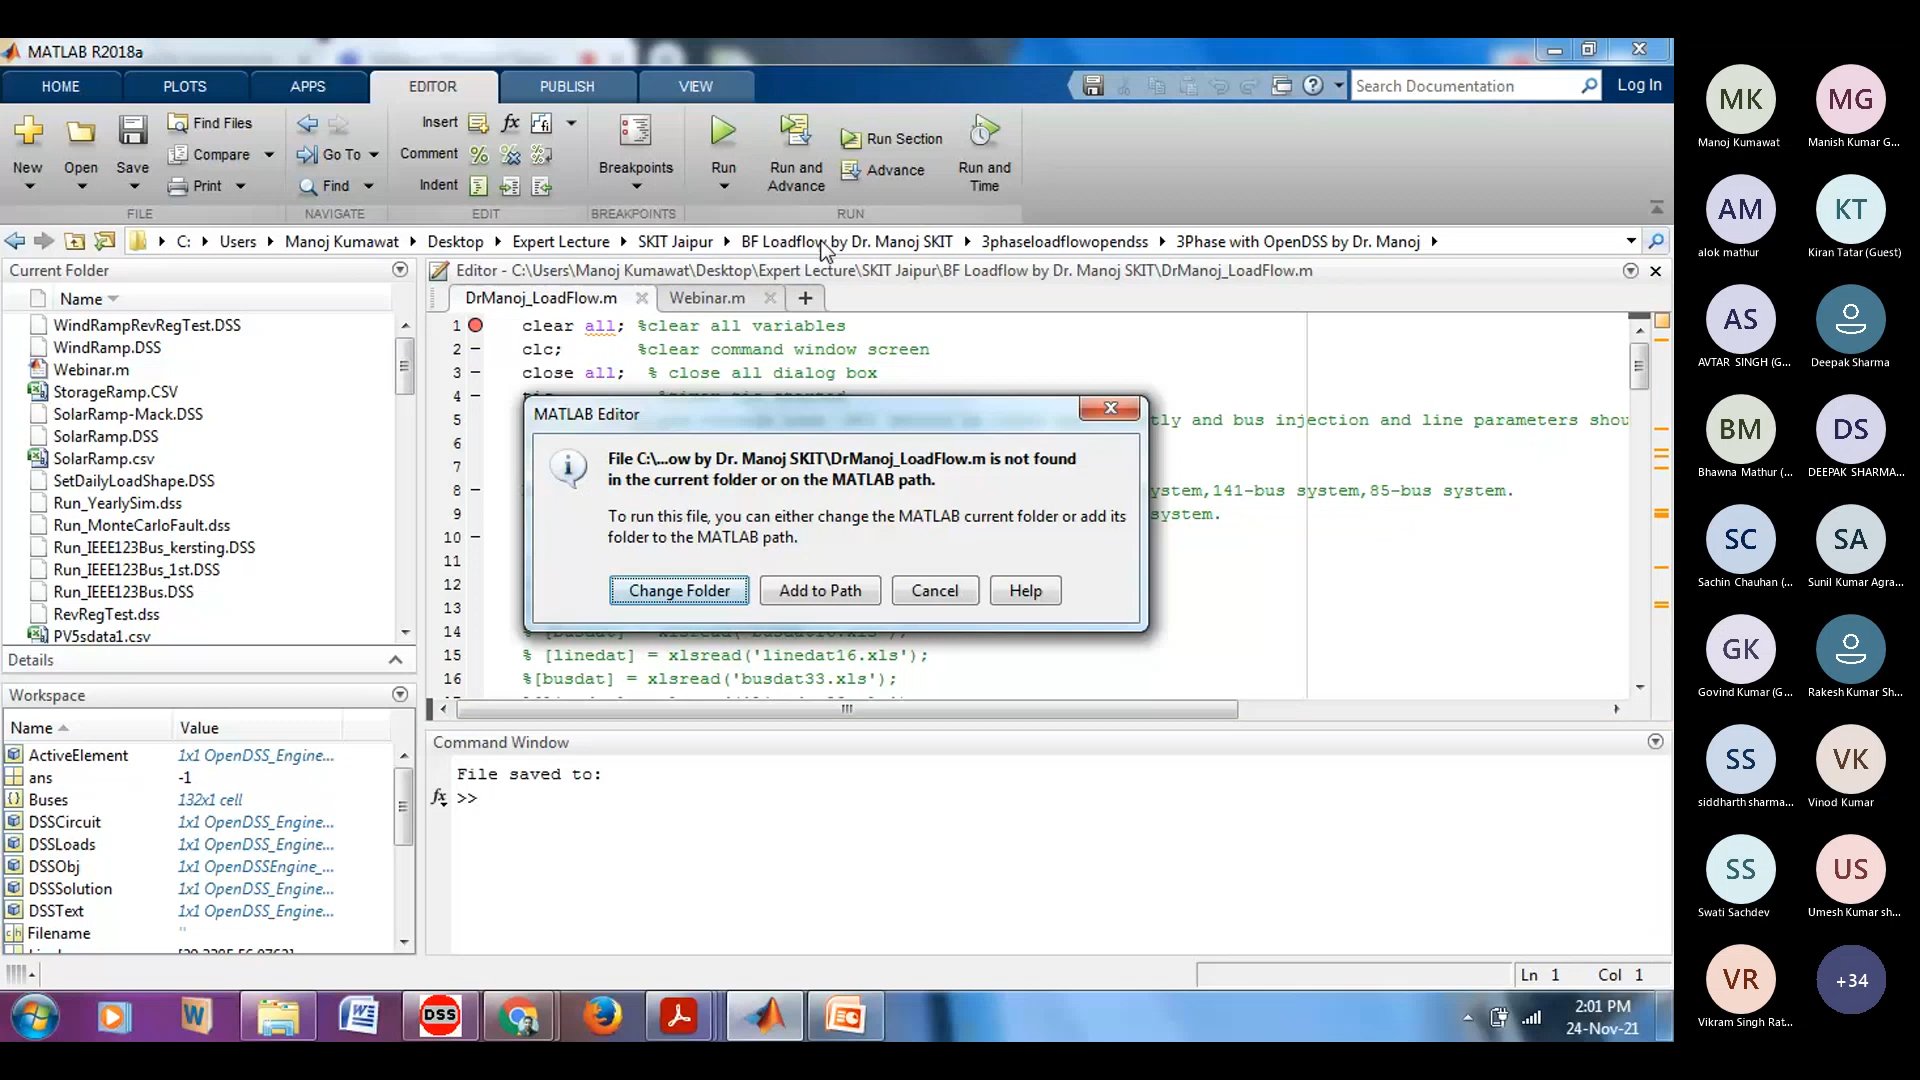 MATLAB R2018a
HOME
PLOTS
APPS
EDITOR
PUBLISH
VIEW
Search Documentation
Log In
New
Open
Save
Find Files
Compare
Print
Go To
Find
Insert
fx
Comment
Indent
Breakpoints
Run
Run and
Advance
Run Section
Advance
Run and
Time
FILE
NAVIGATE
EDIT
BREAKPOINTS
RUN
C: Users Manoj Kumawat Desktop Expert Lecture SKIT Jaipur BF Loadflow by Dr. Manoj SKIT 3phaseloadflowopendss 3Phase with OpenDSS by Dr. Manoj
Current Folder
Name
WindRampRevRegTest.DSS
WindRamp.DSS
Webinar.m
StorageRamp.CSV
SolarRamp-Mack.DSS
SolarRamp.DSS
SolarRamp.csv
SetDailyLoadShape.DSS
Run_YearlySim.dss
Run_MonteCarloFault.dss
Run_IEEE123Bus_kersting.DSS
Run_IEEE123Bus_1st.DSS
Run_IEEE123Bus.DSS
RevRegTest.dss
PV5sdata1.csv
Details
Workspace
Name Value
ActiveElement 1x1 OpenDSS_Engine...
ans -1
Buses 132x1 cell
DSSCircuit 1x1 OpenDSS_Engine...
DSSLoads 1x1 OpenDSS_Engine...
DSSObj 1x1 OpenDSSEngine_...
DSSSolution 1x1 OpenDSS_Engine...
DSSText 1x1 OpenDSS_Engine...
Filename ''
Editor - C:\Users\Manoj Kumawat\Desktop\Expert Lecture\SKIT Jaipur\BF Loadflow by Dr. Manoj SKIT\DrManoj_LoadFlow.m
DrManoj_LoadFlow.m
Webinar.m
1 clear all; %clear all variables
2 – clc; %clear command window screen
3 – close all; % close all dialog box
4 –
5 tly and bus injection and line parameters shou
6
7
8 – ystem,141-bus system,85-bus system.
9 ystem.
10 –
11
12
13
14
15 % [linedat] = xlsread('linedat16.xls');
16 %[busdat] = xlsread('busdat33.xls');
MATLAB Editor
File C:\...ow by Dr. Manoj SKIT\DrManoj_LoadFlow.m is not found
in the current folder or on the MATLAB path.
To run this file, you can either change the MATLAB current folder or add its
folder to the MATLAB path.
Change Folder
Add to Path
Cancel
Help
Command Window
File saved to:
fx >>
Ln 1 Col 1
DSS
2:01 PM
24-Nov-21
MK
Manoj Kumawat
MG
Manish Kumar G...
AM
alok mathur
KT
Kiran Tatar (Guest)
AS
AVTAR SINGH (G...
Deepak Sharma
BM
Bhawna Mathur (...
DS
DEEPAK SHARMA...
SC
Sachin Chauhan (...
SA
Sunil Kumar Agra...
GK
Govind Kumar (G...
Rakesh Kumar Sh...
SS
siddharth sharma...
VK
Vinod Kumar
SS
Swati Sachdev
US
Umesh Kumar sh...
VR
Vikram Singh Rat...
+34